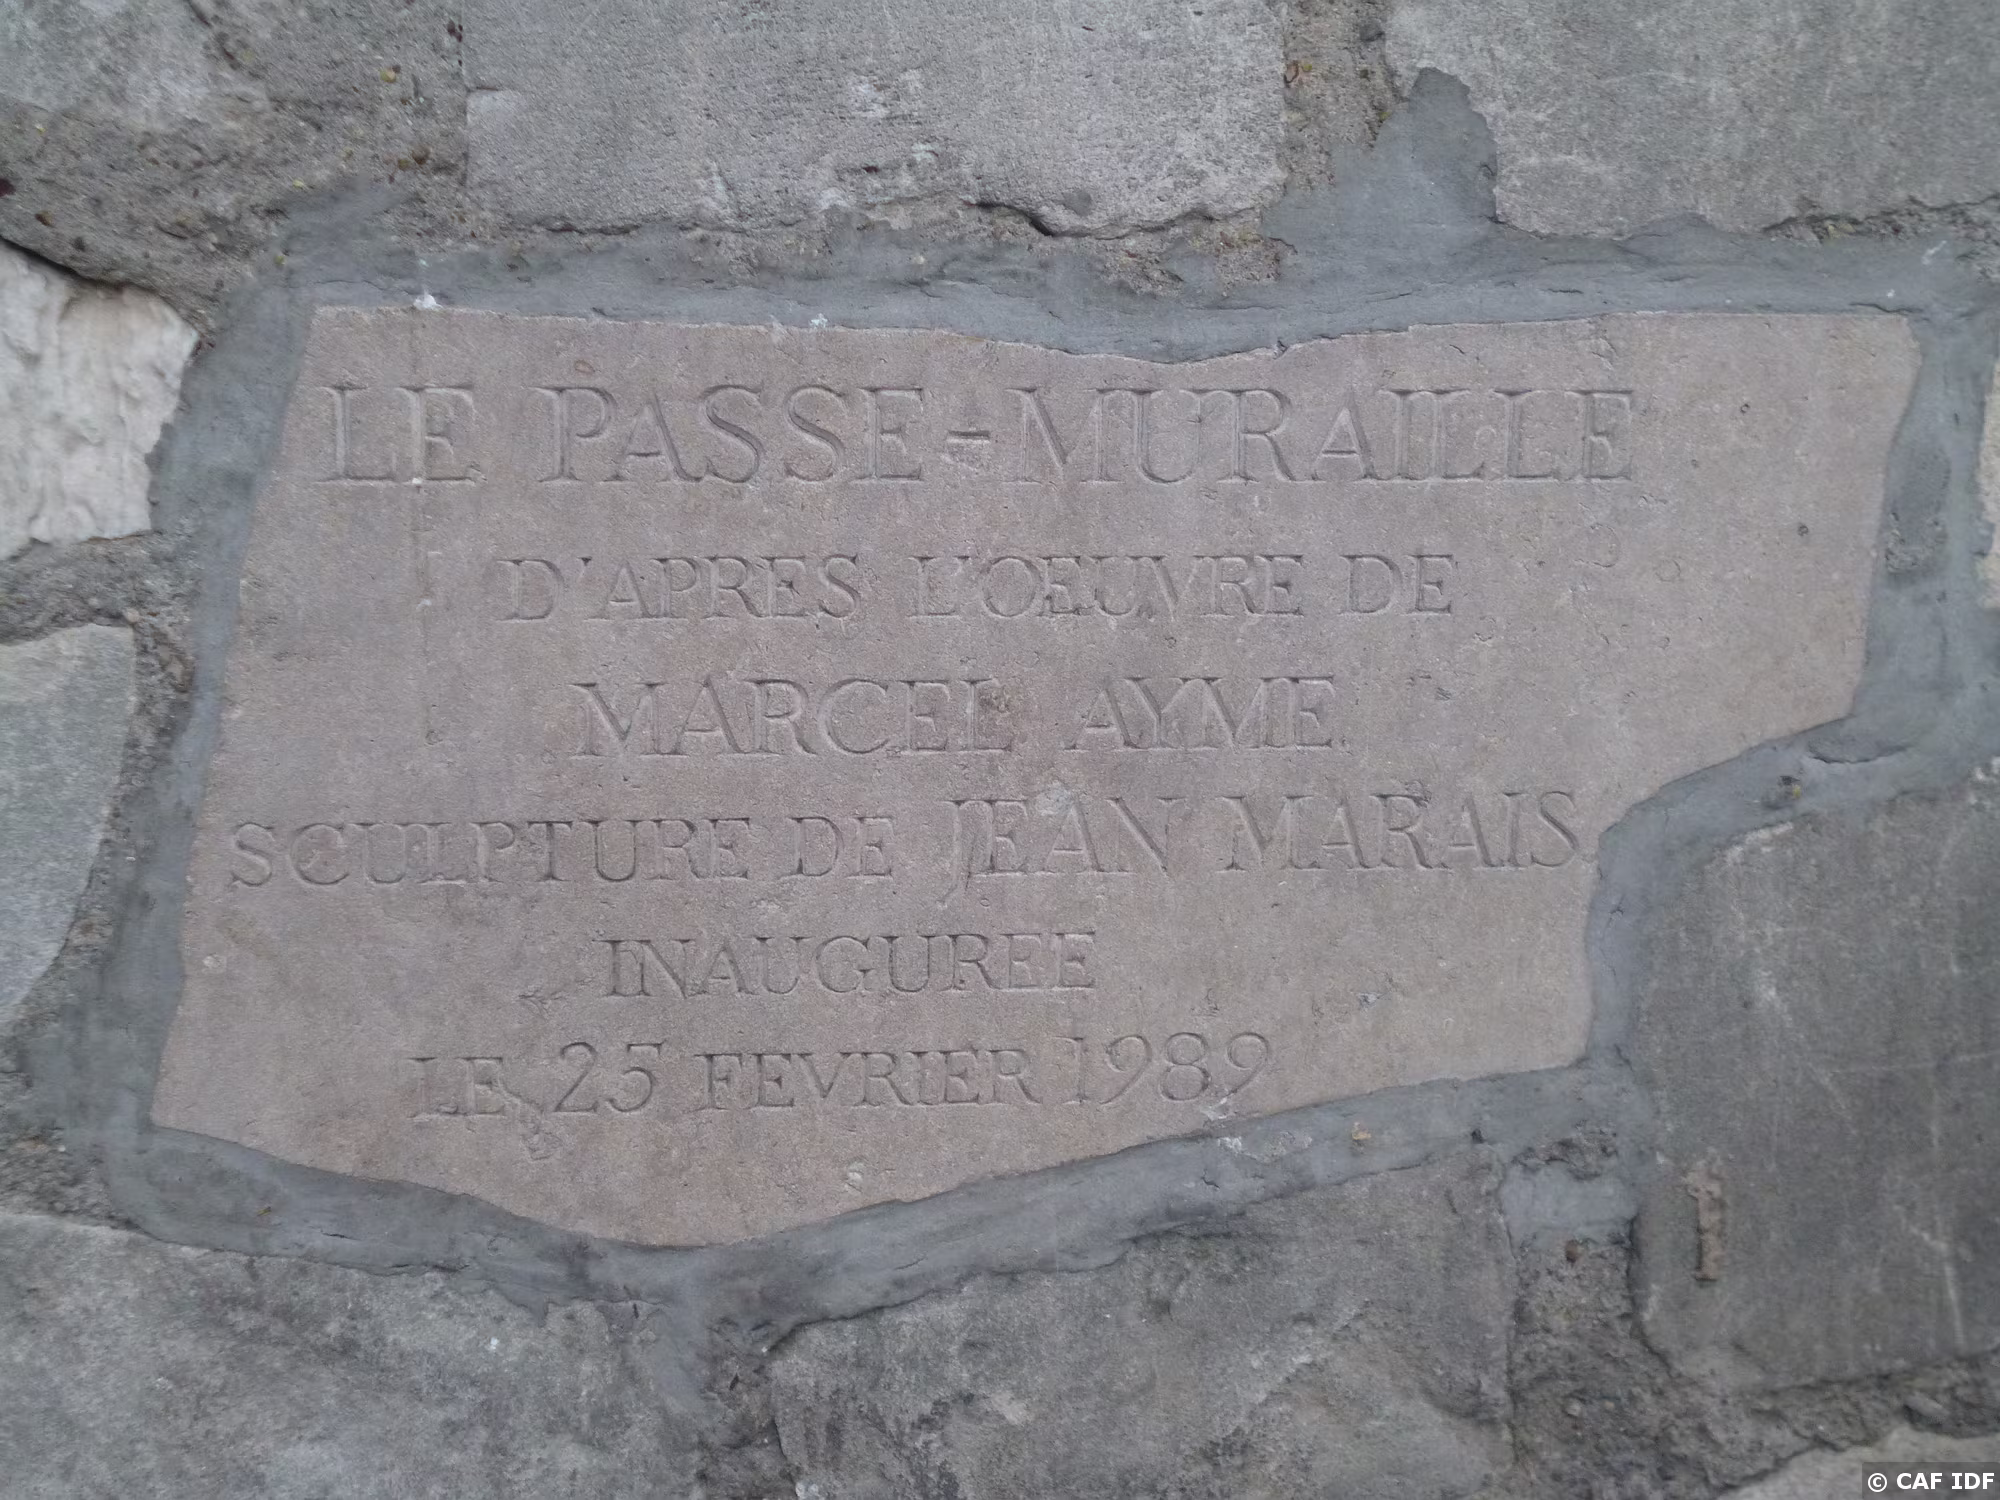 LE PASSE-MURAILLE
D'APRES L'OEUVRE DE
MARCEL AYME
SCULPTURE DE JEAN MARAIS
INAUGUREE
LE 25 FEVRIER 1989
© CAF IDF